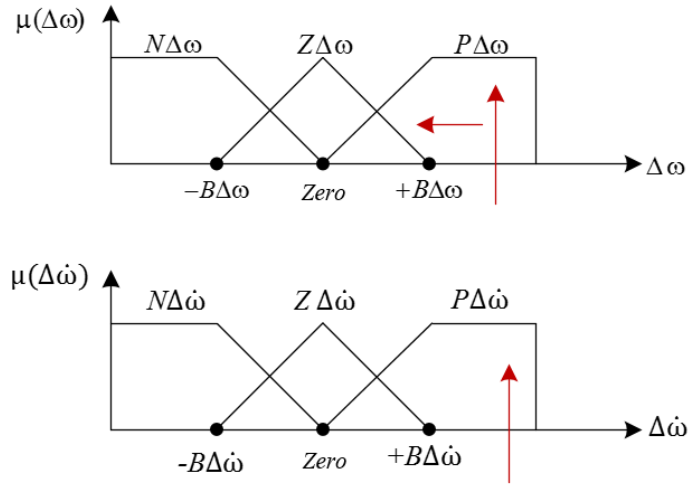 μ(Δω)
NΔω ZΔω PΔω
Δω
–BΔω Zero +BΔω
μ(Δω̇)
NΔω̇ Z Δω̇ PΔω̇
Δω̇
-BΔω̇ Zero +BΔω̇